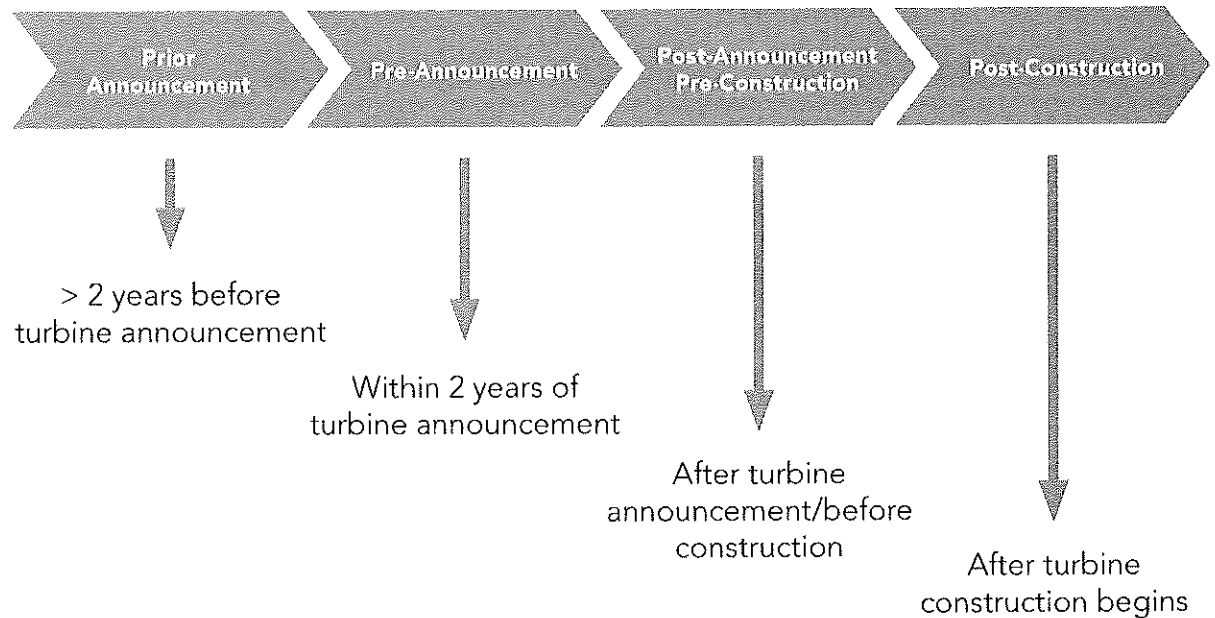 Prior
Announcement
Pre-Announcement
Post-Announcement
Pre-Construction
Post-Construction
> 2 years before
turbine announcement
Within 2 years of
turbine announcement
After turbine
announcement/before
construction
After turbine
construction begins